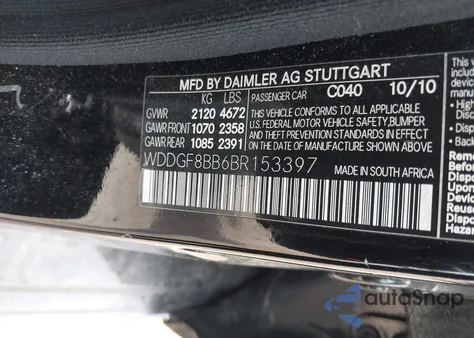 MFD BY DAIMLER AG STUTTGART
KG LBS PASSENGER CAR C040 10/10
GVWR 2120 4672 THIS VEHICLE CONFORMS TO ALL APPLICABLE
GAWR FRONT 1070 2358 U.S. FEDERAL MOTOR VEHICLE SAFETY,BUMPER
GAWR REAR 1085 2391 AND THEFT PREVENTION STANDARDS IN EFFECT
ON THE DATE OF MANUFACTURE SHOWN ABOVE.
WDDGF8BB6BR153397 MADE IN SOUTH AFRICA
autoSnap